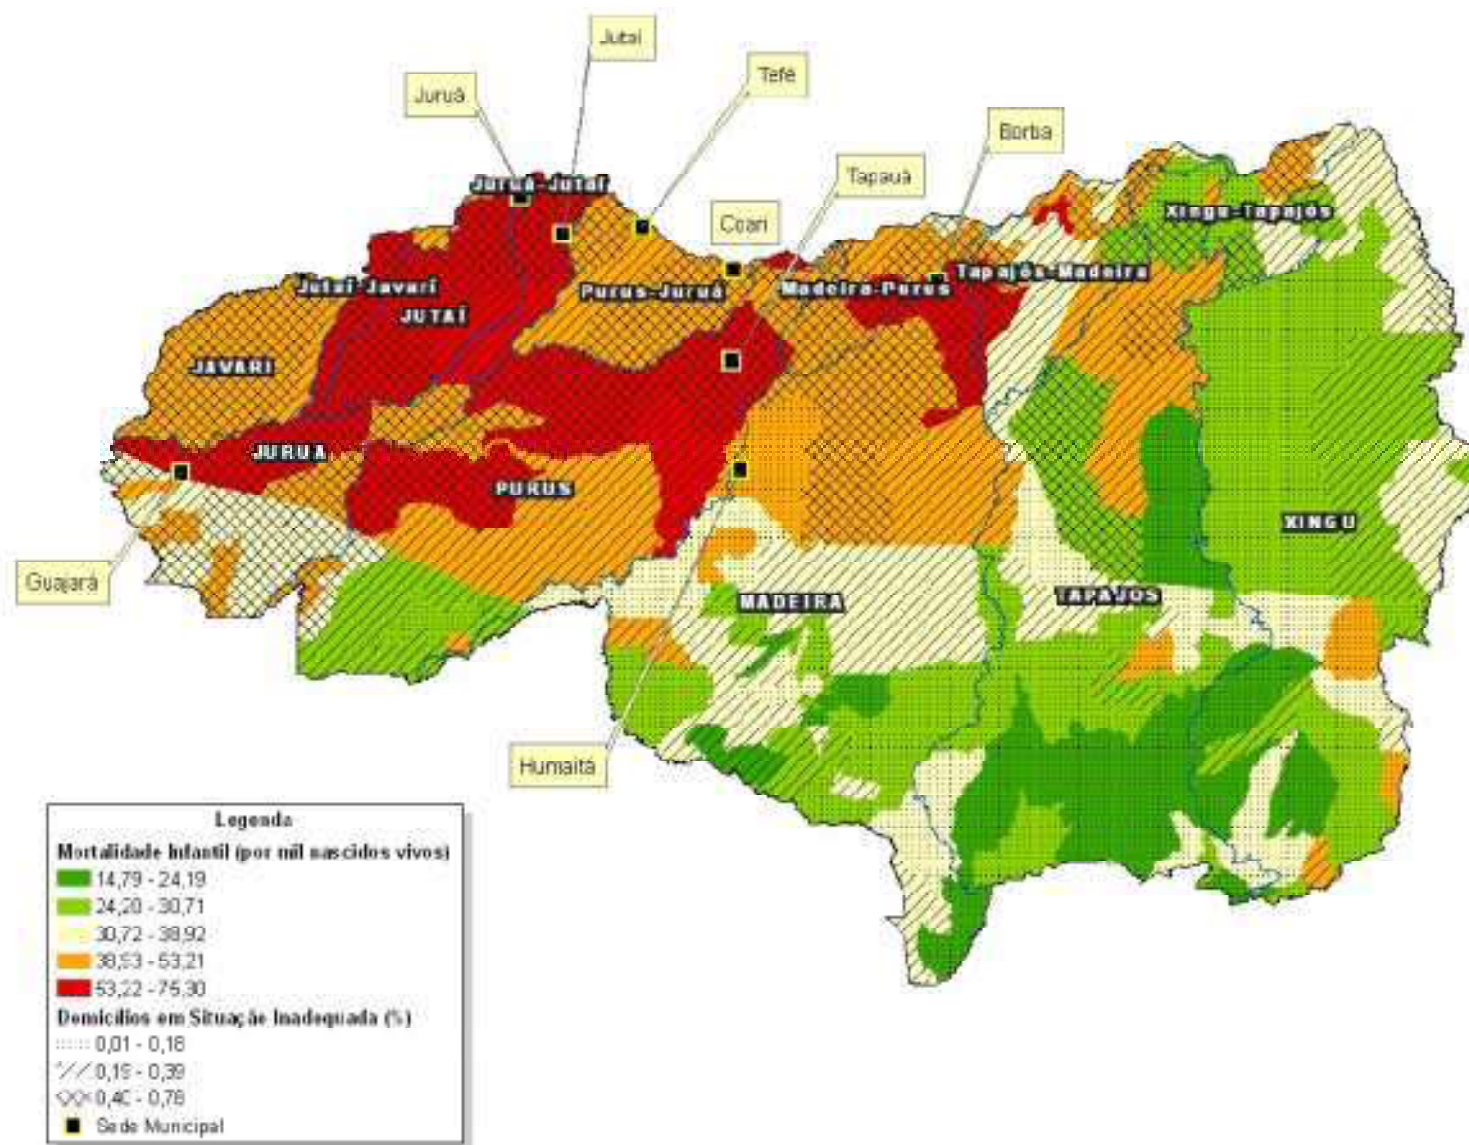 Jutaí
Tefé
Juruá
Borba
Tapauá
Coari
Juruá-Jutaí
Xingu-Tapajós
Jutaí-Javarí
Purus-Juruá
Madeira-Purus
Tapajós-Madeira
JUTAÍ
JAVARI
JURUA
PURUS
XINGU
Guajará
MADEIRA
TAPAJOS
Humaitá
Legenda
Mortalidade Infantil (por mil nascidos vivos)
14,79 - 24,19
24,20 - 30,71
30,72 - 38,92
38,93 - 53,21
53,22 - 75,30
Domicílios em Situação Inadequada (%)
0,01 - 0,18
0,19 - 0,39
0,40 - 0,78
Sede Municipal